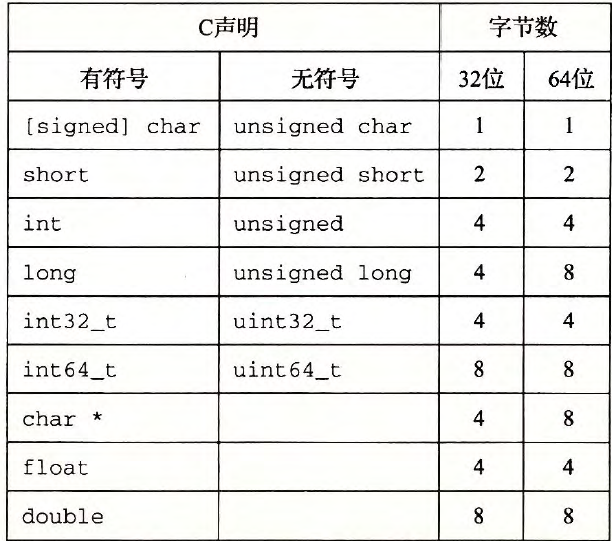 C声明 字节数
有符号 无符号 32位 64位
[signed] char unsigned char 1 1
short unsigned short 2 2
int unsigned 4 4
long unsigned long 4 8
int32_t uint32_t 4 4
int64_t uint64_t 8 8
char * 4 8
float 4 4
double 8 8